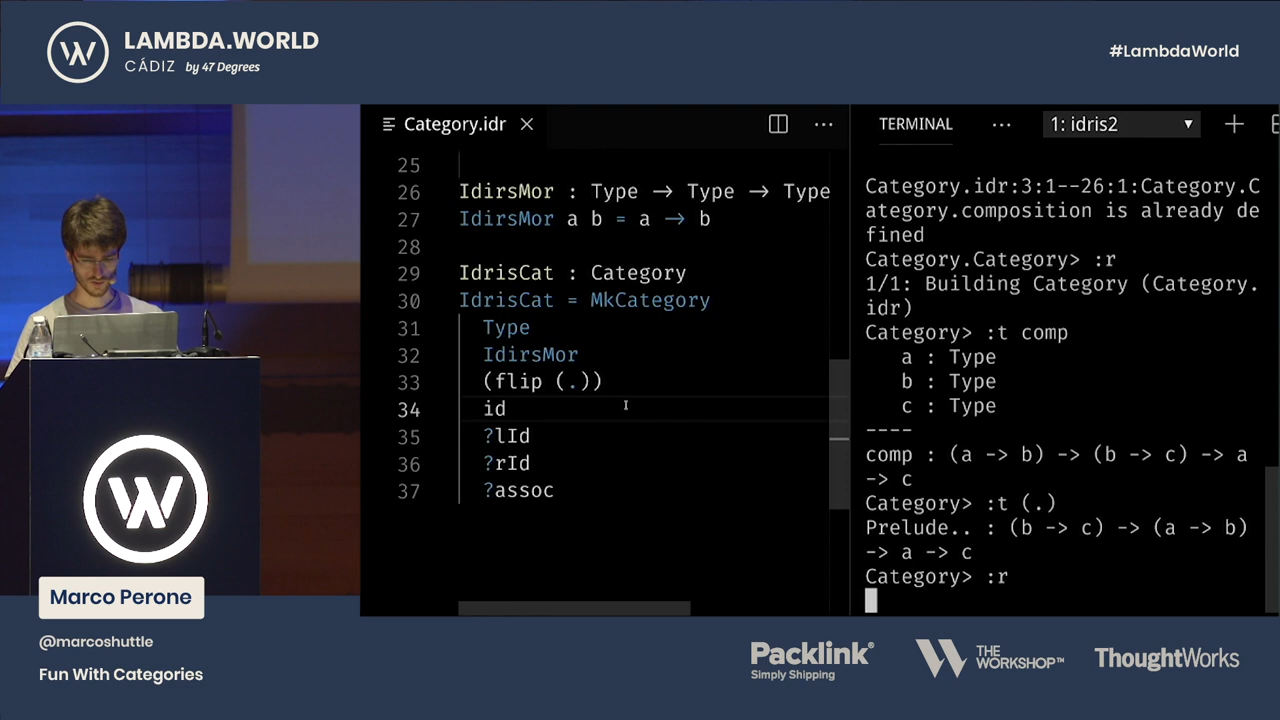 LAMBDA.WORLD
CÁDIZ by 47 Degrees
#LambdaWorld
Category.idr
25
26 IdirsMor : Type → Type → Type
27 IdirsMor a b = a → b
28
29 IdrisCat : Category
30 IdrisCat = MkCategory
31 Type
32 IdirsMor
33 (flip (.))
34 id
35 ?lId
36 ?rId
37 ?assoc
TERMINAL ··· 1: idris2
Category.idr:3:1--26:1:Category.C
ategory.composition is already de
fined
Category.Category> :r
1/1: Building Category (Category.
idr)
Category> :t comp
a : Type
b : Type
c : Type
----
comp : (a -> b) -> (b -> c) -> a
-> c
Category> :t (.)
Prelude.. : (b -> c) -> (a -> b)
-> a -> c
Category> :r
Marco Perone
@marcoshuttle
Fun With Categories
Packlink
Simply Shipping
THE
WORKSHOP™
ThoughtWorks